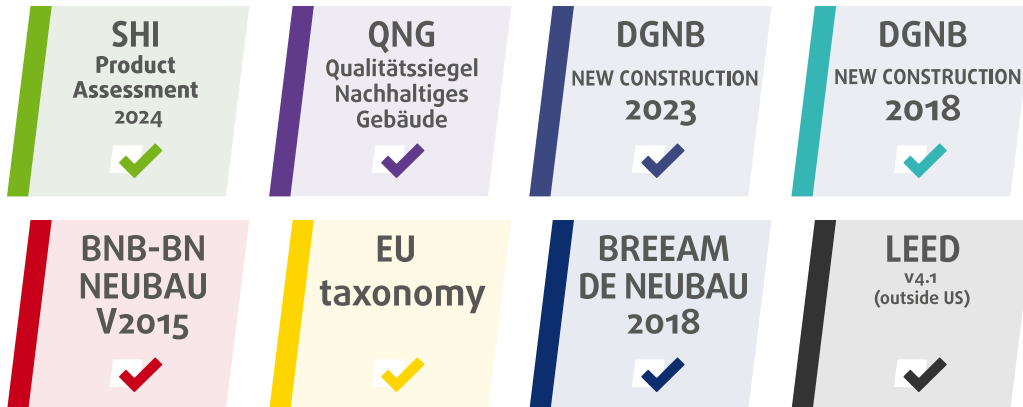 SHI
Product
Assessment
2024
QNG
Qualitätssiegel
Nachhaltiges
Gebäude
DGNB
NEW CONSTRUCTION
2023
DGNB
NEW CONSTRUCTION
2018
BNB-BN
NEUBAU
V2015
EU
taxonomy
BREEAM
DE NEUBAU
2018
LEED
v4.1
(outside US)